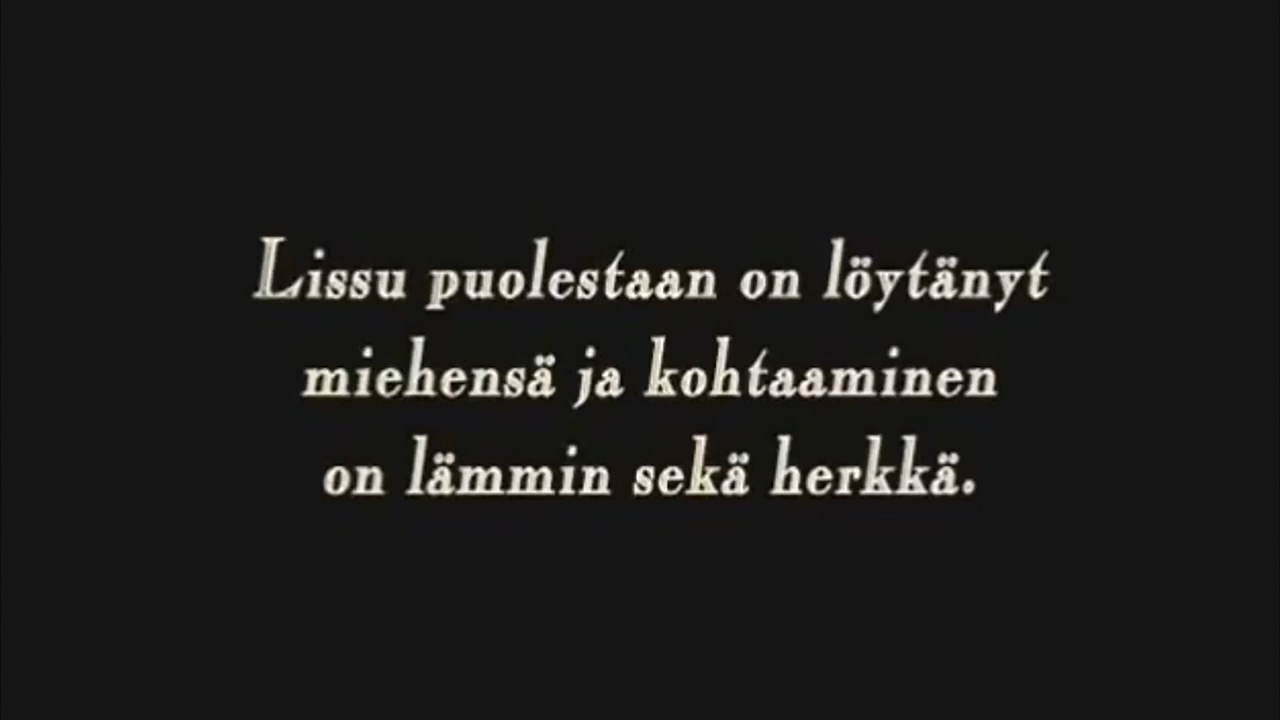 Lissu puolestaan on löytänyt
miehensä ja kohtaaminen
on lämmin sekä herkkä.